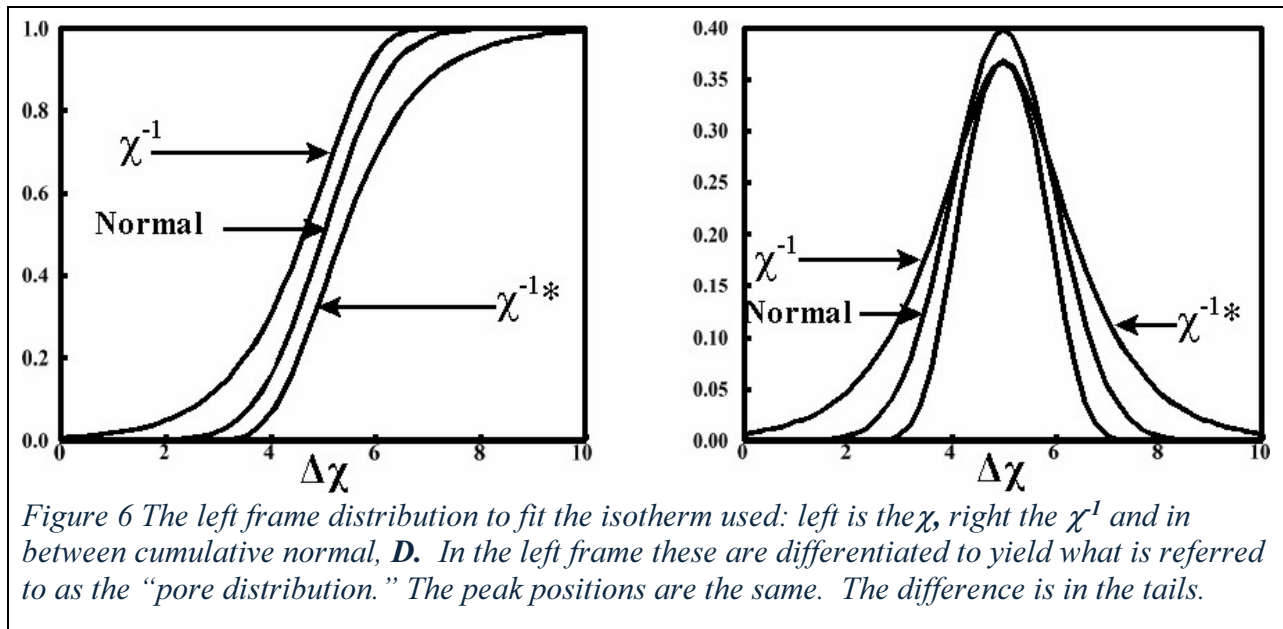 1.0
0.8
0.6
0.4
0.2
0.0
0 2 4 6 8 10
Δχ
χ⁻¹
Normal
χ⁻¹*
0.40
0.35
0.30
0.25
0.20
0.15
0.10
0.05
0.00
0 2 4 6 8 10
Δχ
χ⁻¹
Normal
χ⁻¹*
Figure 6 The left frame distribution to fit the isotherm used: left is theχ, right the χ⁻¹ and in
between cumulative normal, D. In the left frame these are differentiated to yield what is referred
to as the “pore distribution.” The peak positions are the same. The difference is in the tails.